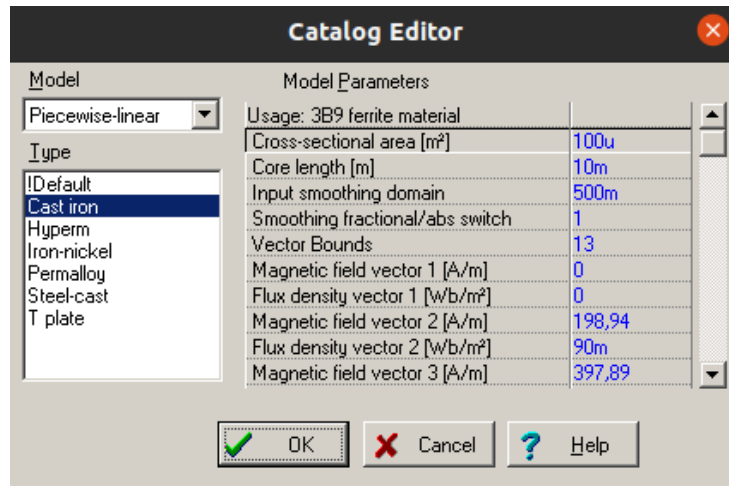 Catalog Editor
Model
Piecewise-linear
Type
!Default
Cast iron
Hyperm
Iron-nickel
Permalloy
Steel-cast
T plate
Model Parameters
Usage: 3B9 ferrite material
Cross-sectional area [m²] 100u
Core length [m] 10m
Input smoothing domain 500m
Smoothing fractional/abs switch 1
Vector Bounds 13
Magnetic field vector 1 [A/m] 0
Flux density vector 1 [Wb/m²] 0
Magnetic field vector 2 [A/m] 198,94
Flux density vector 2 [Wb/m²] 90m
Magnetic field vector 3 [A/m] 397,89
OK Cancel ? Help